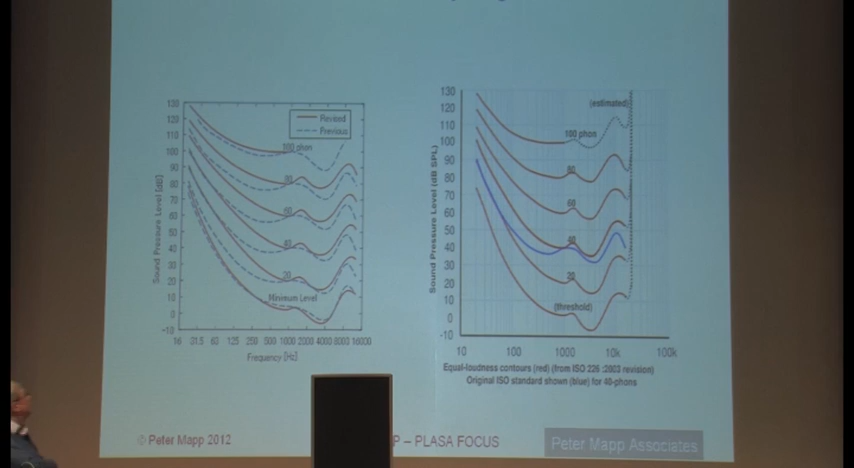 130
120
110
100
90
80
70
60
50
40
30
20
10
0
-10
Sound Pressure Level [dB]
Revised
Previous
100 phon
80
60
40
20
Minimum Level
16 31.5 63 125 250 500 1000 2000 4000 8000 16000
Frequency [Hz]
130
120
110
100
90
80
70
60
50
40
30
20
10
0
-10
Sound Pressure Level (dB SPL)
(estimated)
100 phon
80
60
40
20
(threshold)
10 100 1000 10k 100k
Equal-loudness contours (red) (from ISO 226 :2003 revision)
Original ISO standard shown (blue) for 40-phons
© Peter Mapp 2012
P – PLASA FOCUS
Peter Mapp Associates